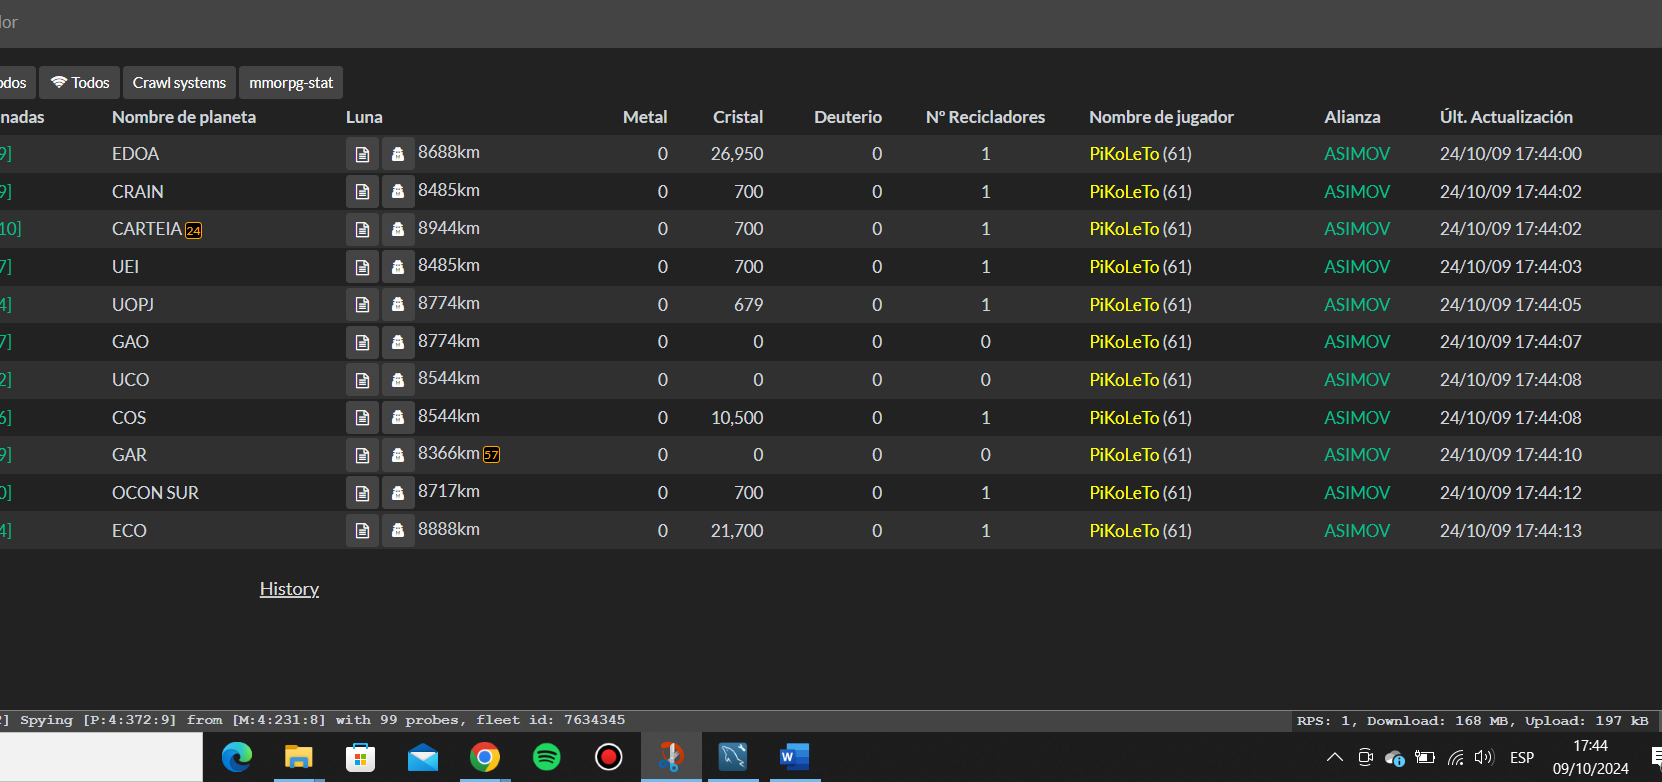 dor
odos Todos Crawl systems mmorpg-stat
nadas Nombre de planeta Luna Metal Cristal Deuterio Nº Recicladores Nombre de jugador Alianza Últ. Actualización
9] EDOA 8688km 0 26,950 0 1 PiKoLeTo (61) ASIMOV 24/10/09 17:44:00
9] CRAIN 8485km 0 700 0 1 PiKoLeTo (61) ASIMOV 24/10/09 17:44:02
10] CARTEIA 24 8944km 0 700 0 1 PiKoLeTo (61) ASIMOV 24/10/09 17:44:02
7] UEI 8485km 0 700 0 1 PiKoLeTo (61) ASIMOV 24/10/09 17:44:03
4] UOPJ 8774km 0 679 0 1 PiKoLeTo (61) ASIMOV 24/10/09 17:44:05
7] GAO 8774km 0 0 0 0 PiKoLeTo (61) ASIMOV 24/10/09 17:44:07
2] UCO 8544km 0 0 0 0 PiKoLeTo (61) ASIMOV 24/10/09 17:44:08
6] COS 8544km 0 10,500 0 1 PiKoLeTo (61) ASIMOV 24/10/09 17:44:08
9] GAR 8366km 57 0 0 0 0 PiKoLeTo (61) ASIMOV 24/10/09 17:44:10
0] OCON SUR 8717km 0 700 0 1 PiKoLeTo (61) ASIMOV 24/10/09 17:44:12
4] ECO 8888km 0 21,700 0 1 PiKoLeTo (61) ASIMOV 24/10/09 17:44:13
History
2] Spying [P:4:372:9] from [M:4:231:8] with 99 probes, fleet id: 7634345 RPS: 1, Download: 168 MB, Upload: 197 kB
ESP 17:44
09/10/2024